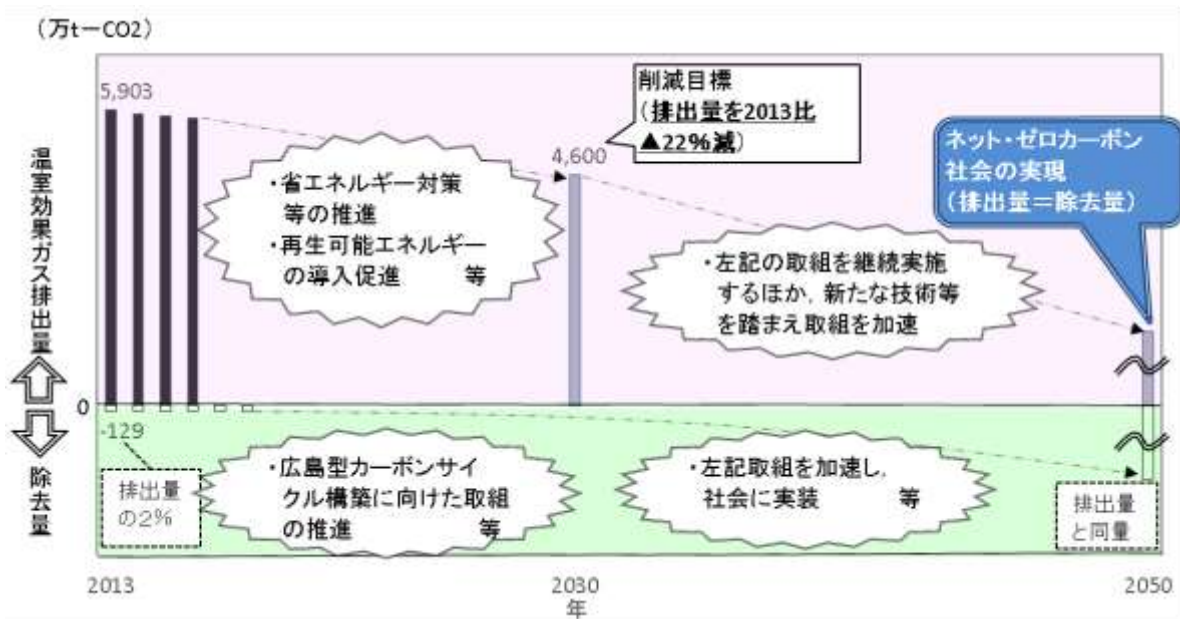 （万t－CO2）
5,903
削減目標
（排出量を2013比
▲22％減）
4,600
ネット・ゼロカーボン
社会の実現
（排出量＝除去量）
温室効果ガス排出量
・省エネルギー対策
等の推進
・再生可能エネルギー
の導入促進　　等
・左記の取組を継続実施
するほか，新たな技術等
を踏まえ取組を加速
0
-129
除去量
排出量
の2％
・広島型カーボンサイ
クル構築に向けた取組
の推進　　等
・左記取組を加速し，
社会に実装　　等
排出量
と同量
2013
2030
2050
年